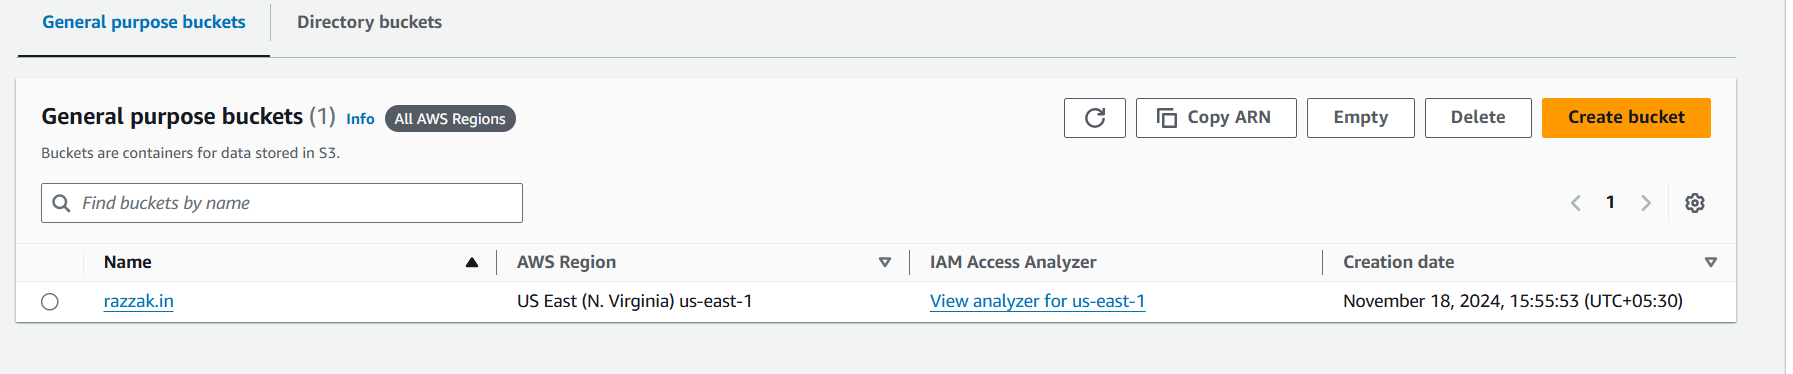 General purpose buckets Directory buckets
General purpose buckets (1) Info All AWS Regions Copy ARN Empty Delete Create bucket
Buckets are containers for data stored in S3.
Find buckets by name 1
Name AWS Region IAM Access Analyzer Creation date
razzak.in US East (N. Virginia) us-east-1 View analyzer for us-east-1 November 18, 2024, 15:55:53 (UTC+05:30)